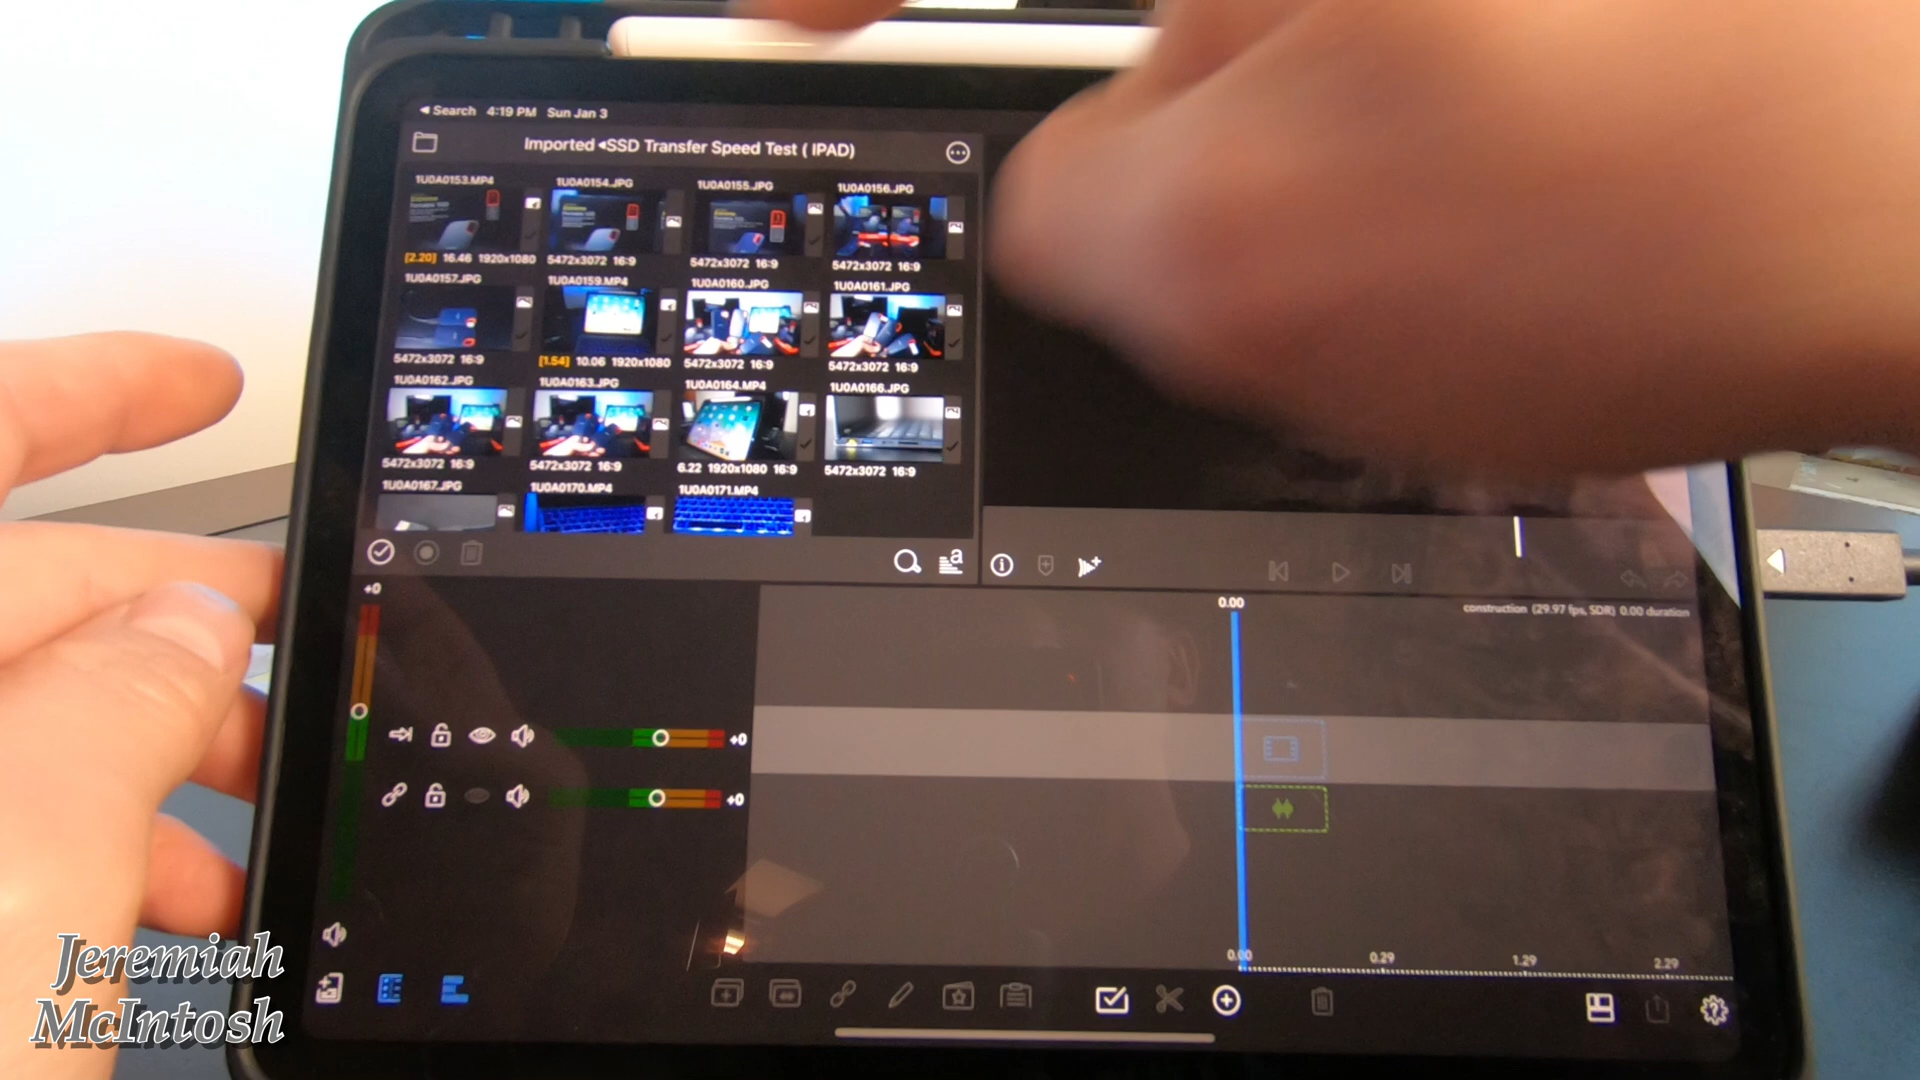 Search 4:19 PM Sun Jan 3
Imported SSD Transfer Speed Test ( IPAD)
1U0A0153.MP4 1U0A0154.JPG 1U0A0155.JPG 1U0A0156.JPG
[2.20] 16.46 1920x1080 5472x3072 16:9 5472x3072 16:9 5472x3072 16:9
1U0A0157.JPG 1U0A0159.MP4 1U0A0160.JPG 1U0A0161.JPG
5472x3072 16:9 [1.54] 10.06 1920x1080 5472x3072 16:9 5472x3072 16:9
1U0A0162.JPG 1U0A0163.JPG 1U0A0164.MP4 1U0A0166.JPG
5472x3072 16:9 5472x3072 16:9 6.22 1920x1080 16:9 5472x3072 16:9
1U0A0167.JPG 1U0A0170.MP4 1U0A0171.MP4
+0
0.00
construction (29.97 fps, SDR) 0.00 duration
+0
+0
0.00 0.29 1.29 2.29
Jeremiah
McIntosh